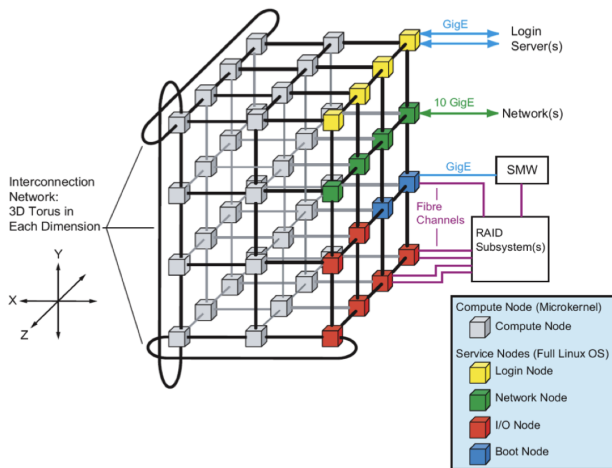 GigE
Login
Server(s)
10 GigE
Network(s)
GigE
SMW
Fibre
Channels
RAID
Subsystem(s)
Interconnection
Network:
3D Torus in
Each Dimension
Y
X
Z
Compute Node (Microkernel)
Compute Node
Service Nodes (Full Linux OS)
Login Node
Network Node
I/O Node
Boot Node